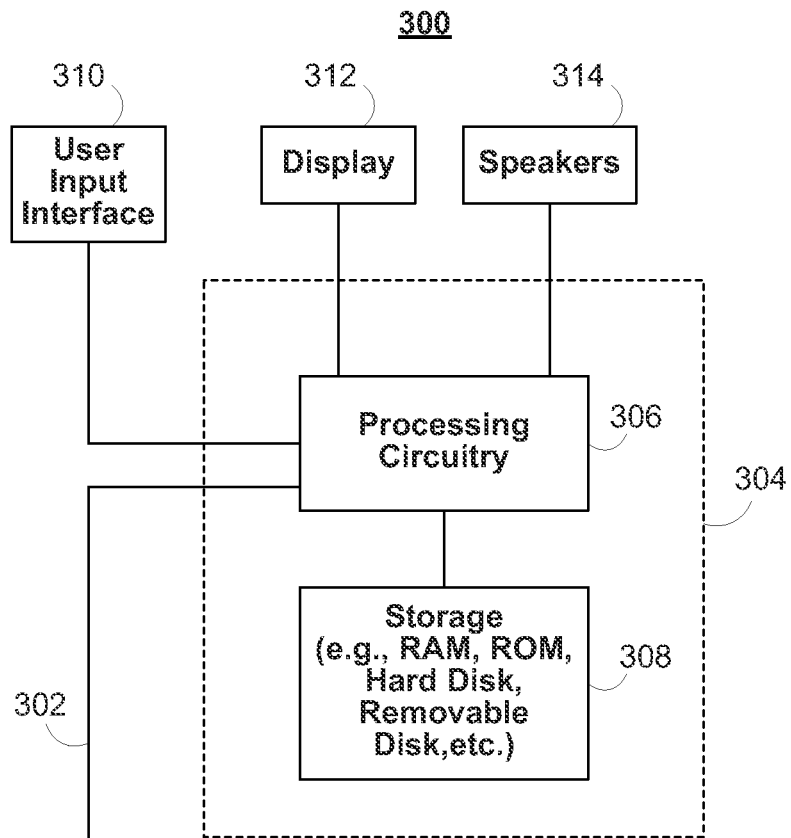 300
310
312
314
User
Input
Interface
Display
Speakers
Processing
Circuitry
306
304
Storage
(e.g., RAM, ROM,
Hard Disk,
Removable
Disk,etc.)
308
302